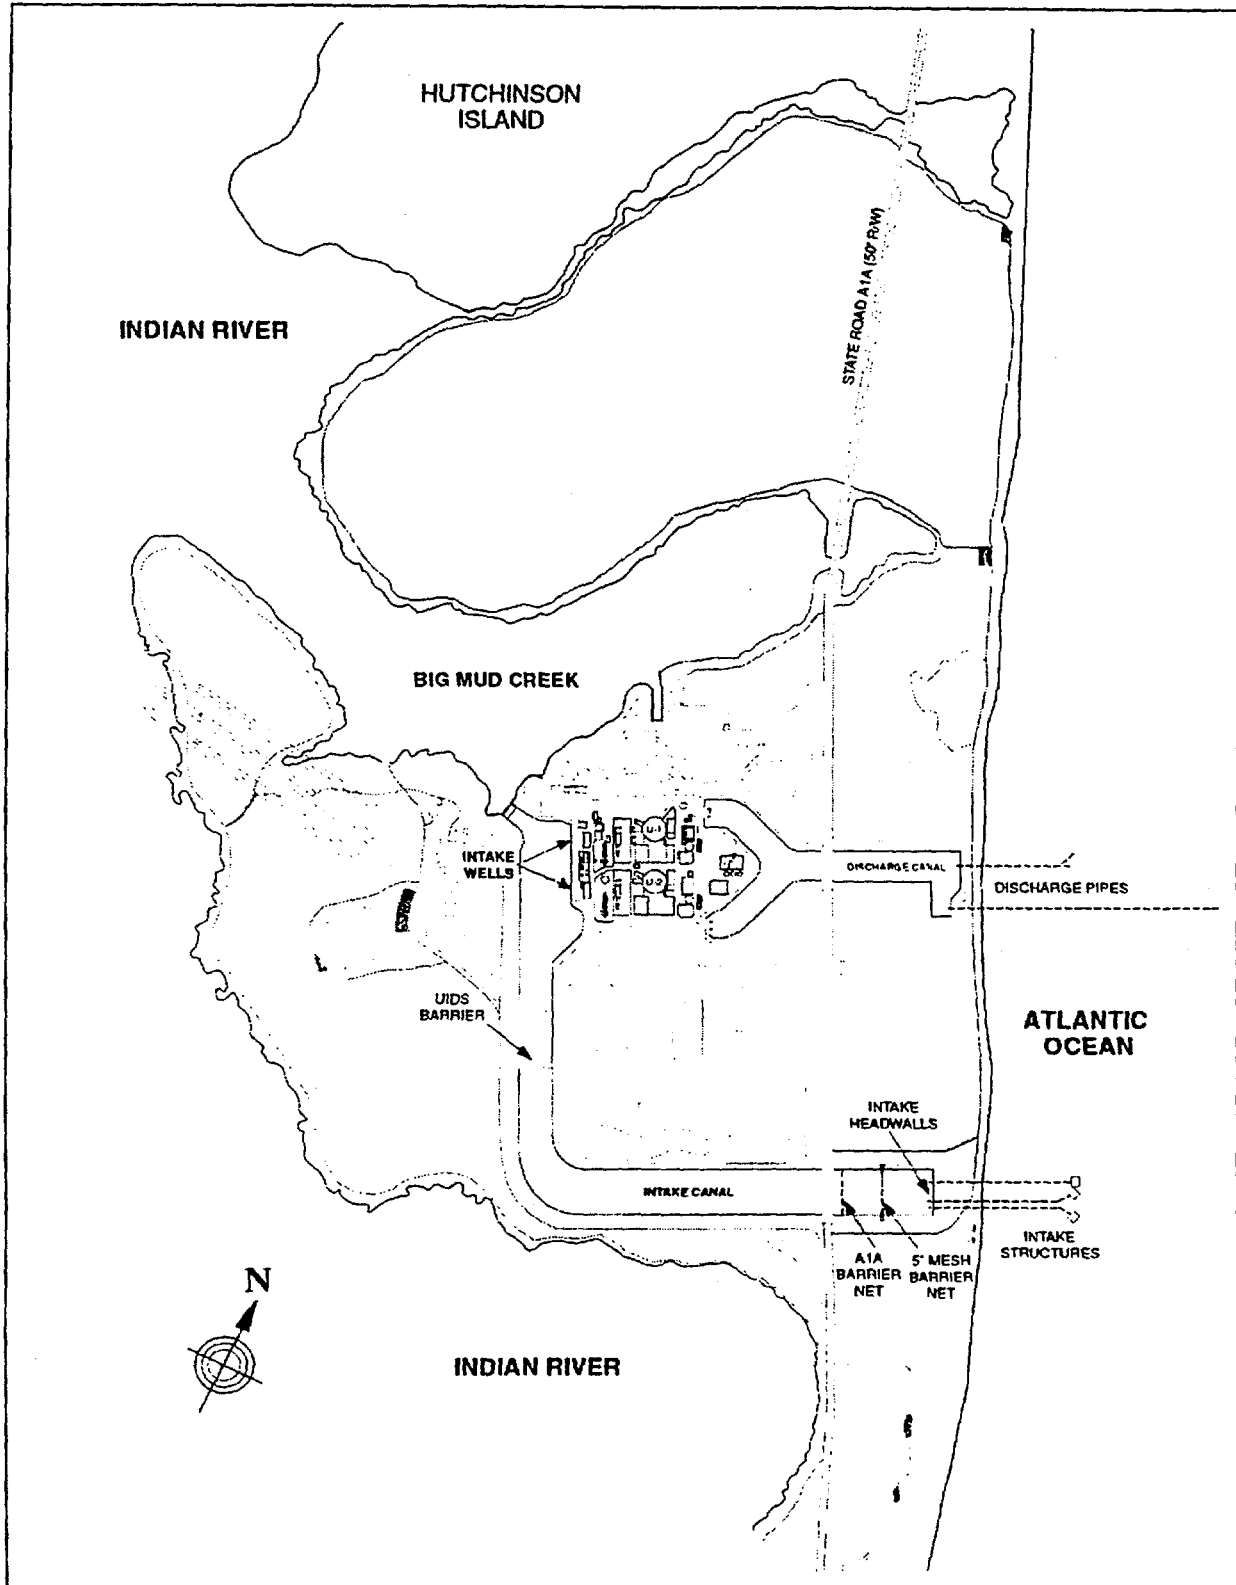 HUTCHINSON
ISLAND
STATE ROAD A1A (50' R/W)
INDIAN RIVER
BIG MUD CREEK
INTAKE
WELLS
DISCHARGE CANAL
DISCHARGE PIPES
UIDS
BARRIER
ATLANTIC
OCEAN
INTAKE
HEADWALLS
INTAKE CANAL
INTAKE
STRUCTURES
A1A
BARRIER
NET
5" MESH
BARRIER
NET
N
INDIAN RIVER